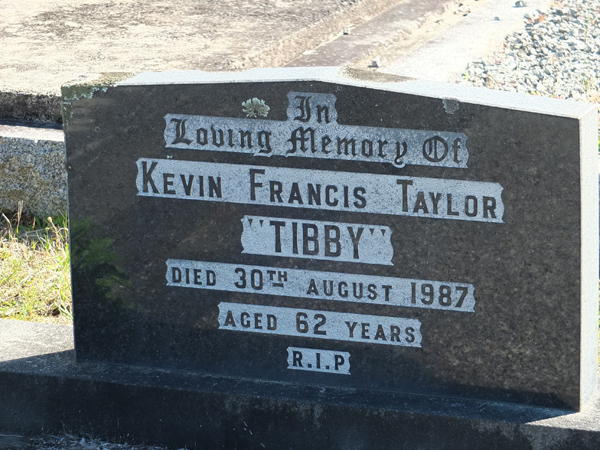 In
Loving Memory Of
KEVIN FRANCIS TAYLOR
"TIBBY"
DIED 30TH AUGUST 1987
AGED 62 YEARS
R.I.P